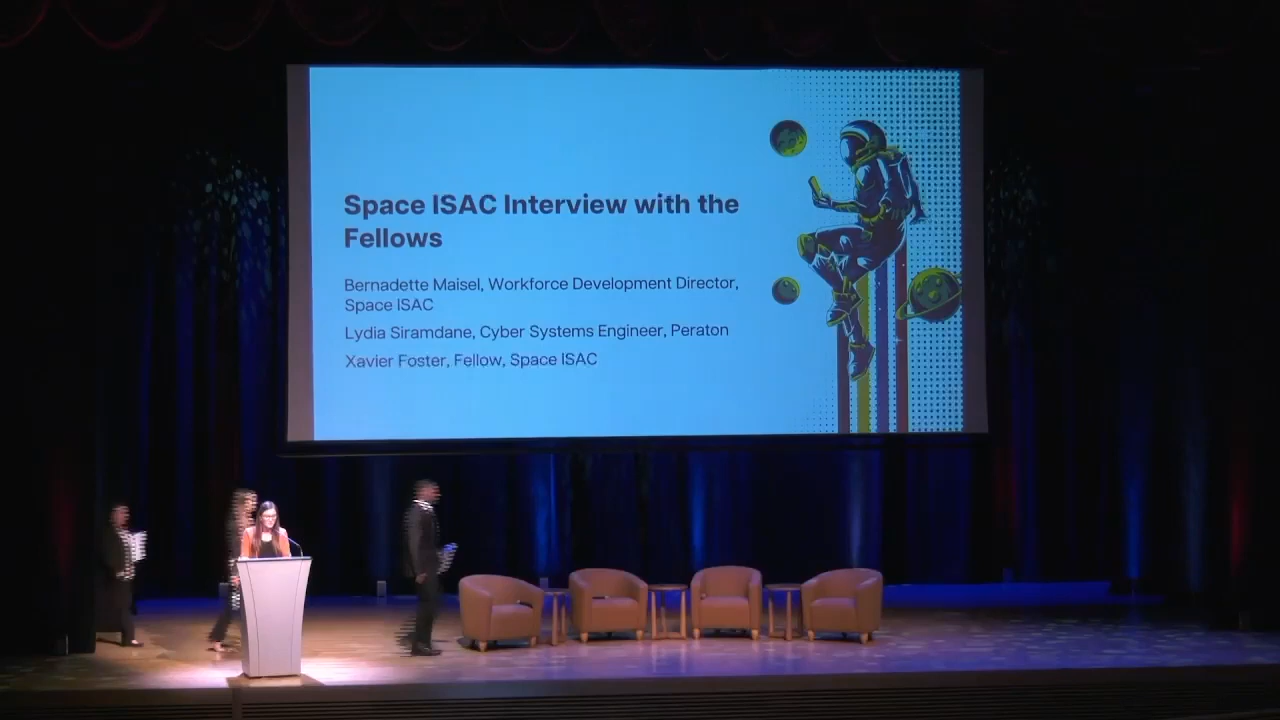 Space ISAC Interview with the
Fellows
Bernadette Maisel, Workforce Development Director,
Space ISAC
Lydia Siramdane, Cyber Systems Engineer, Peraton
Xavier Foster, Fellow, Space ISAC